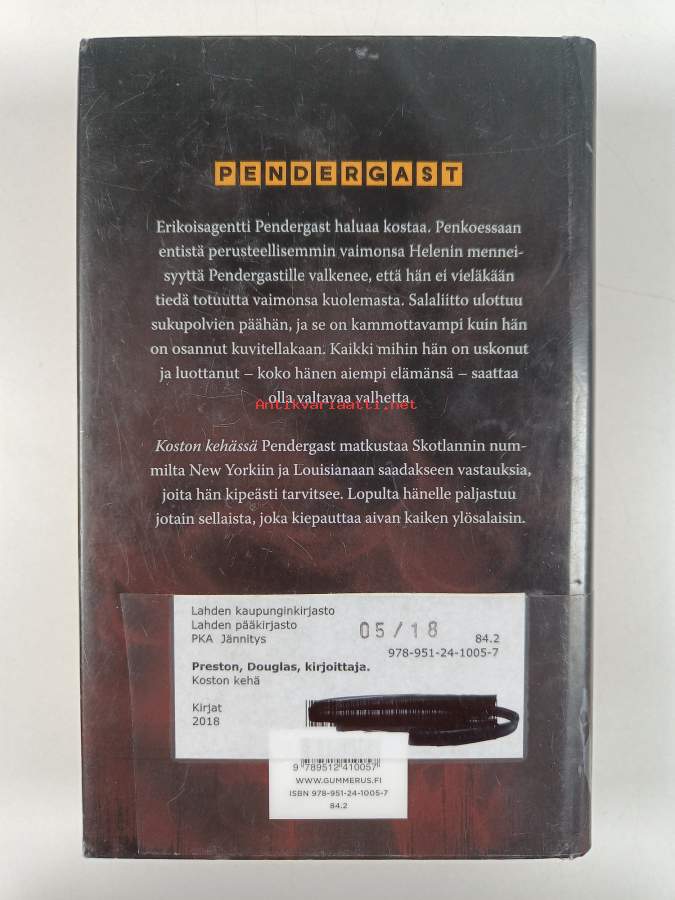 PENDERGAST
Erikoisagentti Pendergast haluaa kostaa. Penkoessaan
entistä perusteellisemmin vaimonsa Helenin mennei-
syyttä Pendergastille valkenee, että hän ei vieläkään
tiedä totuutta vaimonsa kuolemasta. Salaliitto ulottuu
sukupolvien päähän, ja se on kammottavampi kuin hän
on osannut kuvitellakaan. Kaikki mihin hän on uskonut
ja luottanut – koko hänen aiempi elämänsä – saattaa
olla valtavaa valhetta.
Antikvariaatti.net
Koston kehässä Pendergast matkustaa Skotlannin num-
milta New Yorkiin ja Louisianaan saadakseen vastauksia,
joita hän kipeästi tarvitsee. Lopulta hänelle paljastuu
jotain sellaista, joka kiepauttaa aivan kaiken ylösalaisin.
Lahden kaupunginkirjasto
Lahden pääkirjasto
PKA Jännitys 05/18 84.2
978-951-24-1005-7
Preston, Douglas, kirjoittaja.
Koston kehä
Kirjat
2018
9 789512 410057
WWW.GUMMERUS.FI
ISBN 978-951-24-1005-7
84.2